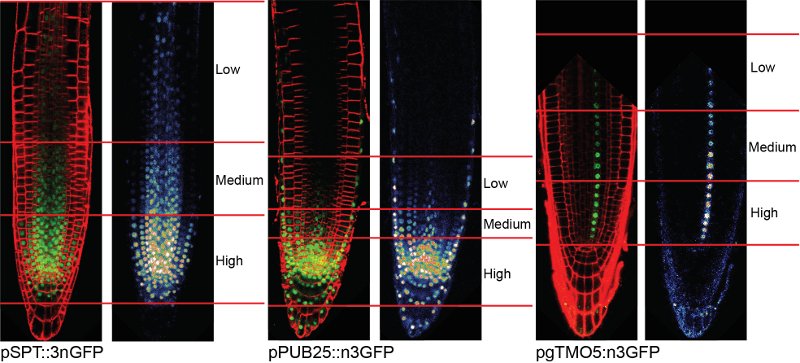 Low
Medium
High
pSPT::3nGFP
Low
Medium
High
pPUB25::n3GFP
Low
Medium
High
pgTMO5:n3GFP